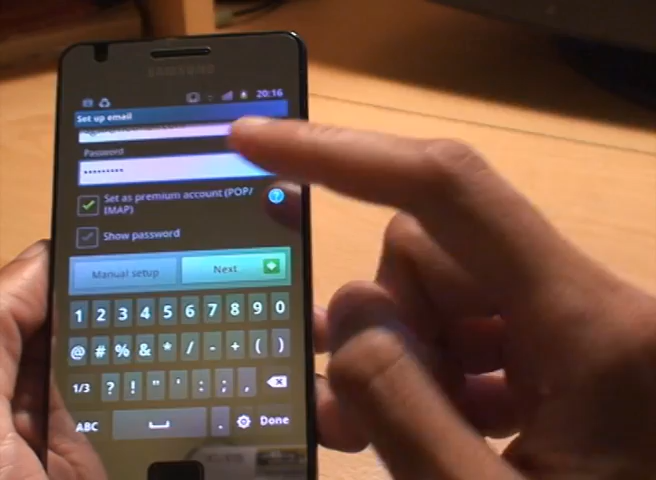 SAMSUNG
20:16
Set up email
Password
•••••••••
Set as premium account (POP/
IMAP)
?
Show password
Manual setup
Next
1 2 3 4 5 6 7 8 9 0
@ # % & * / - + ( )
1/3 ? ! " ' : ; ,
ABC . Done